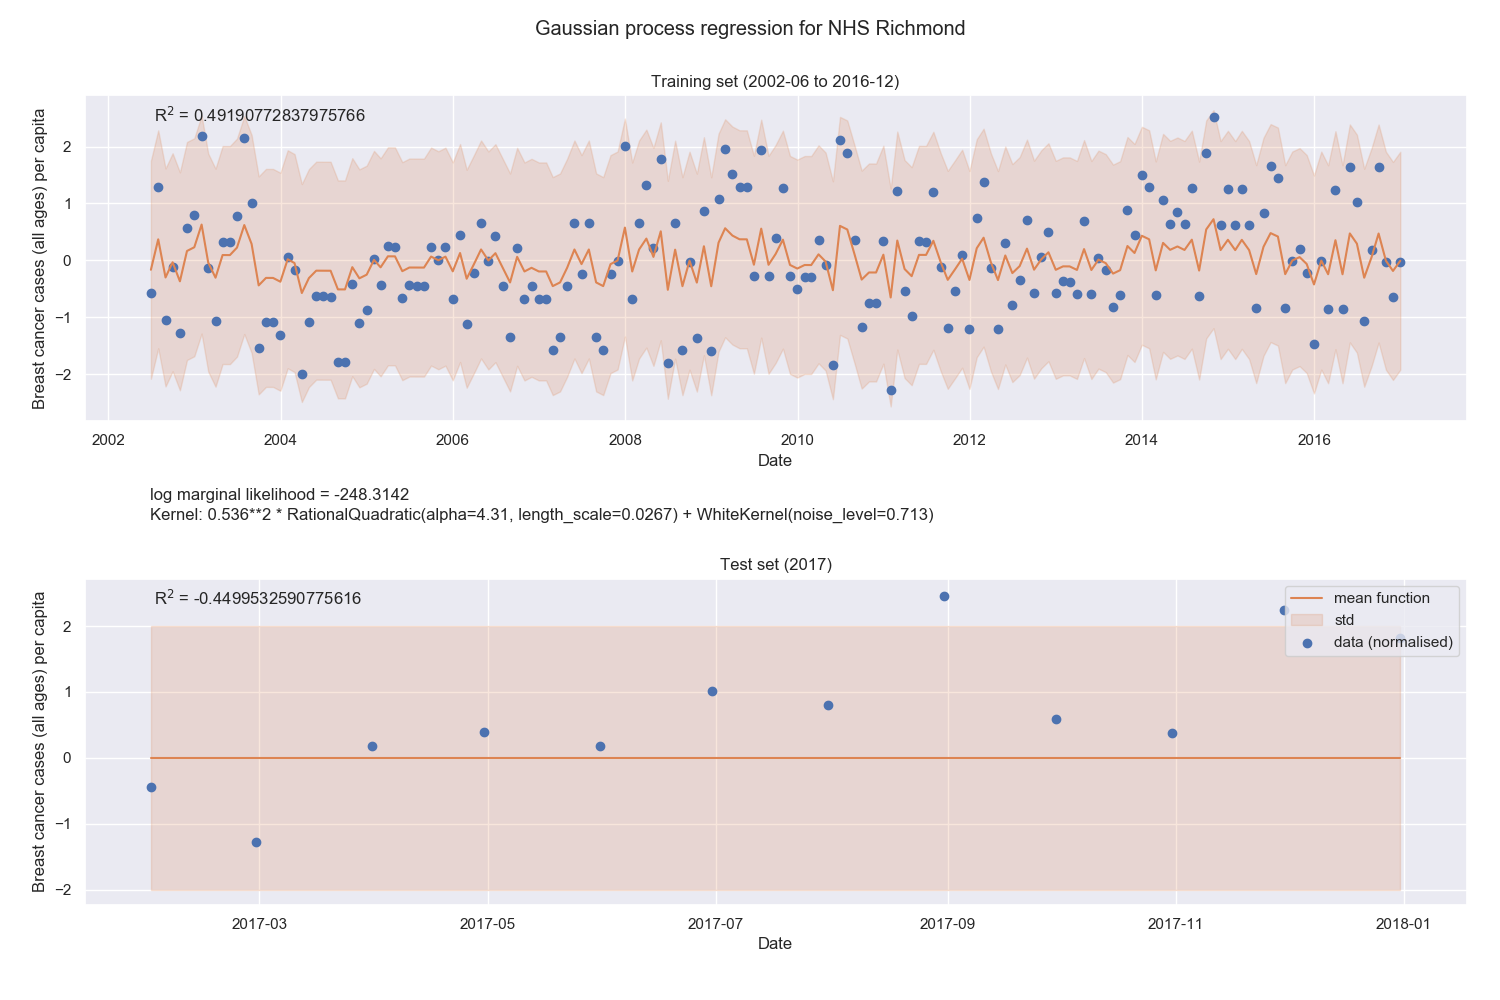 Gaussian process regression for NHS Richmond
Training set (2002-06 to 2016-12)
R² = 0.49190772837975766
Breast cancer cases (all ages) per capita
2
1
0
−1
−2
2002 2004 2006 2008 2010 2012 2014 2016
Date
log marginal likelihood = -248.3142
Kernel: 0.536**2 * RationalQuadratic(alpha=4.31, length_scale=0.0267) + WhiteKernel(noise_level=0.713)
Test set (2017)
R² = -0.4499532590775616
mean function
std
data (normalised)
Breast cancer cases (all ages) per capita
2
1
0
−1
−2
2017-03 2017-05 2017-07 2017-09 2017-11 2018-01
Date